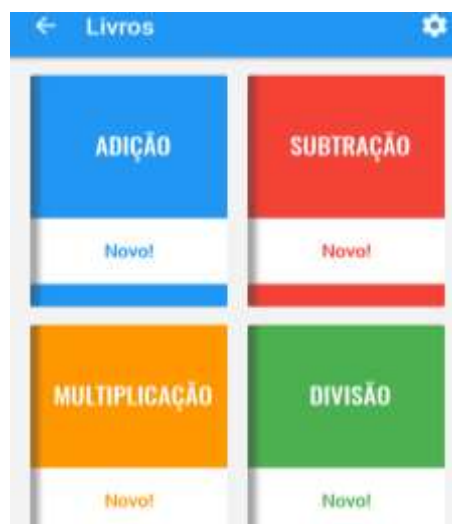 Livros
ADIÇÃO
SUBTRAÇÃO
Novo!
Novo!
MULTIPLICAÇÃO
DIVISÃO
Novo!
Novo!